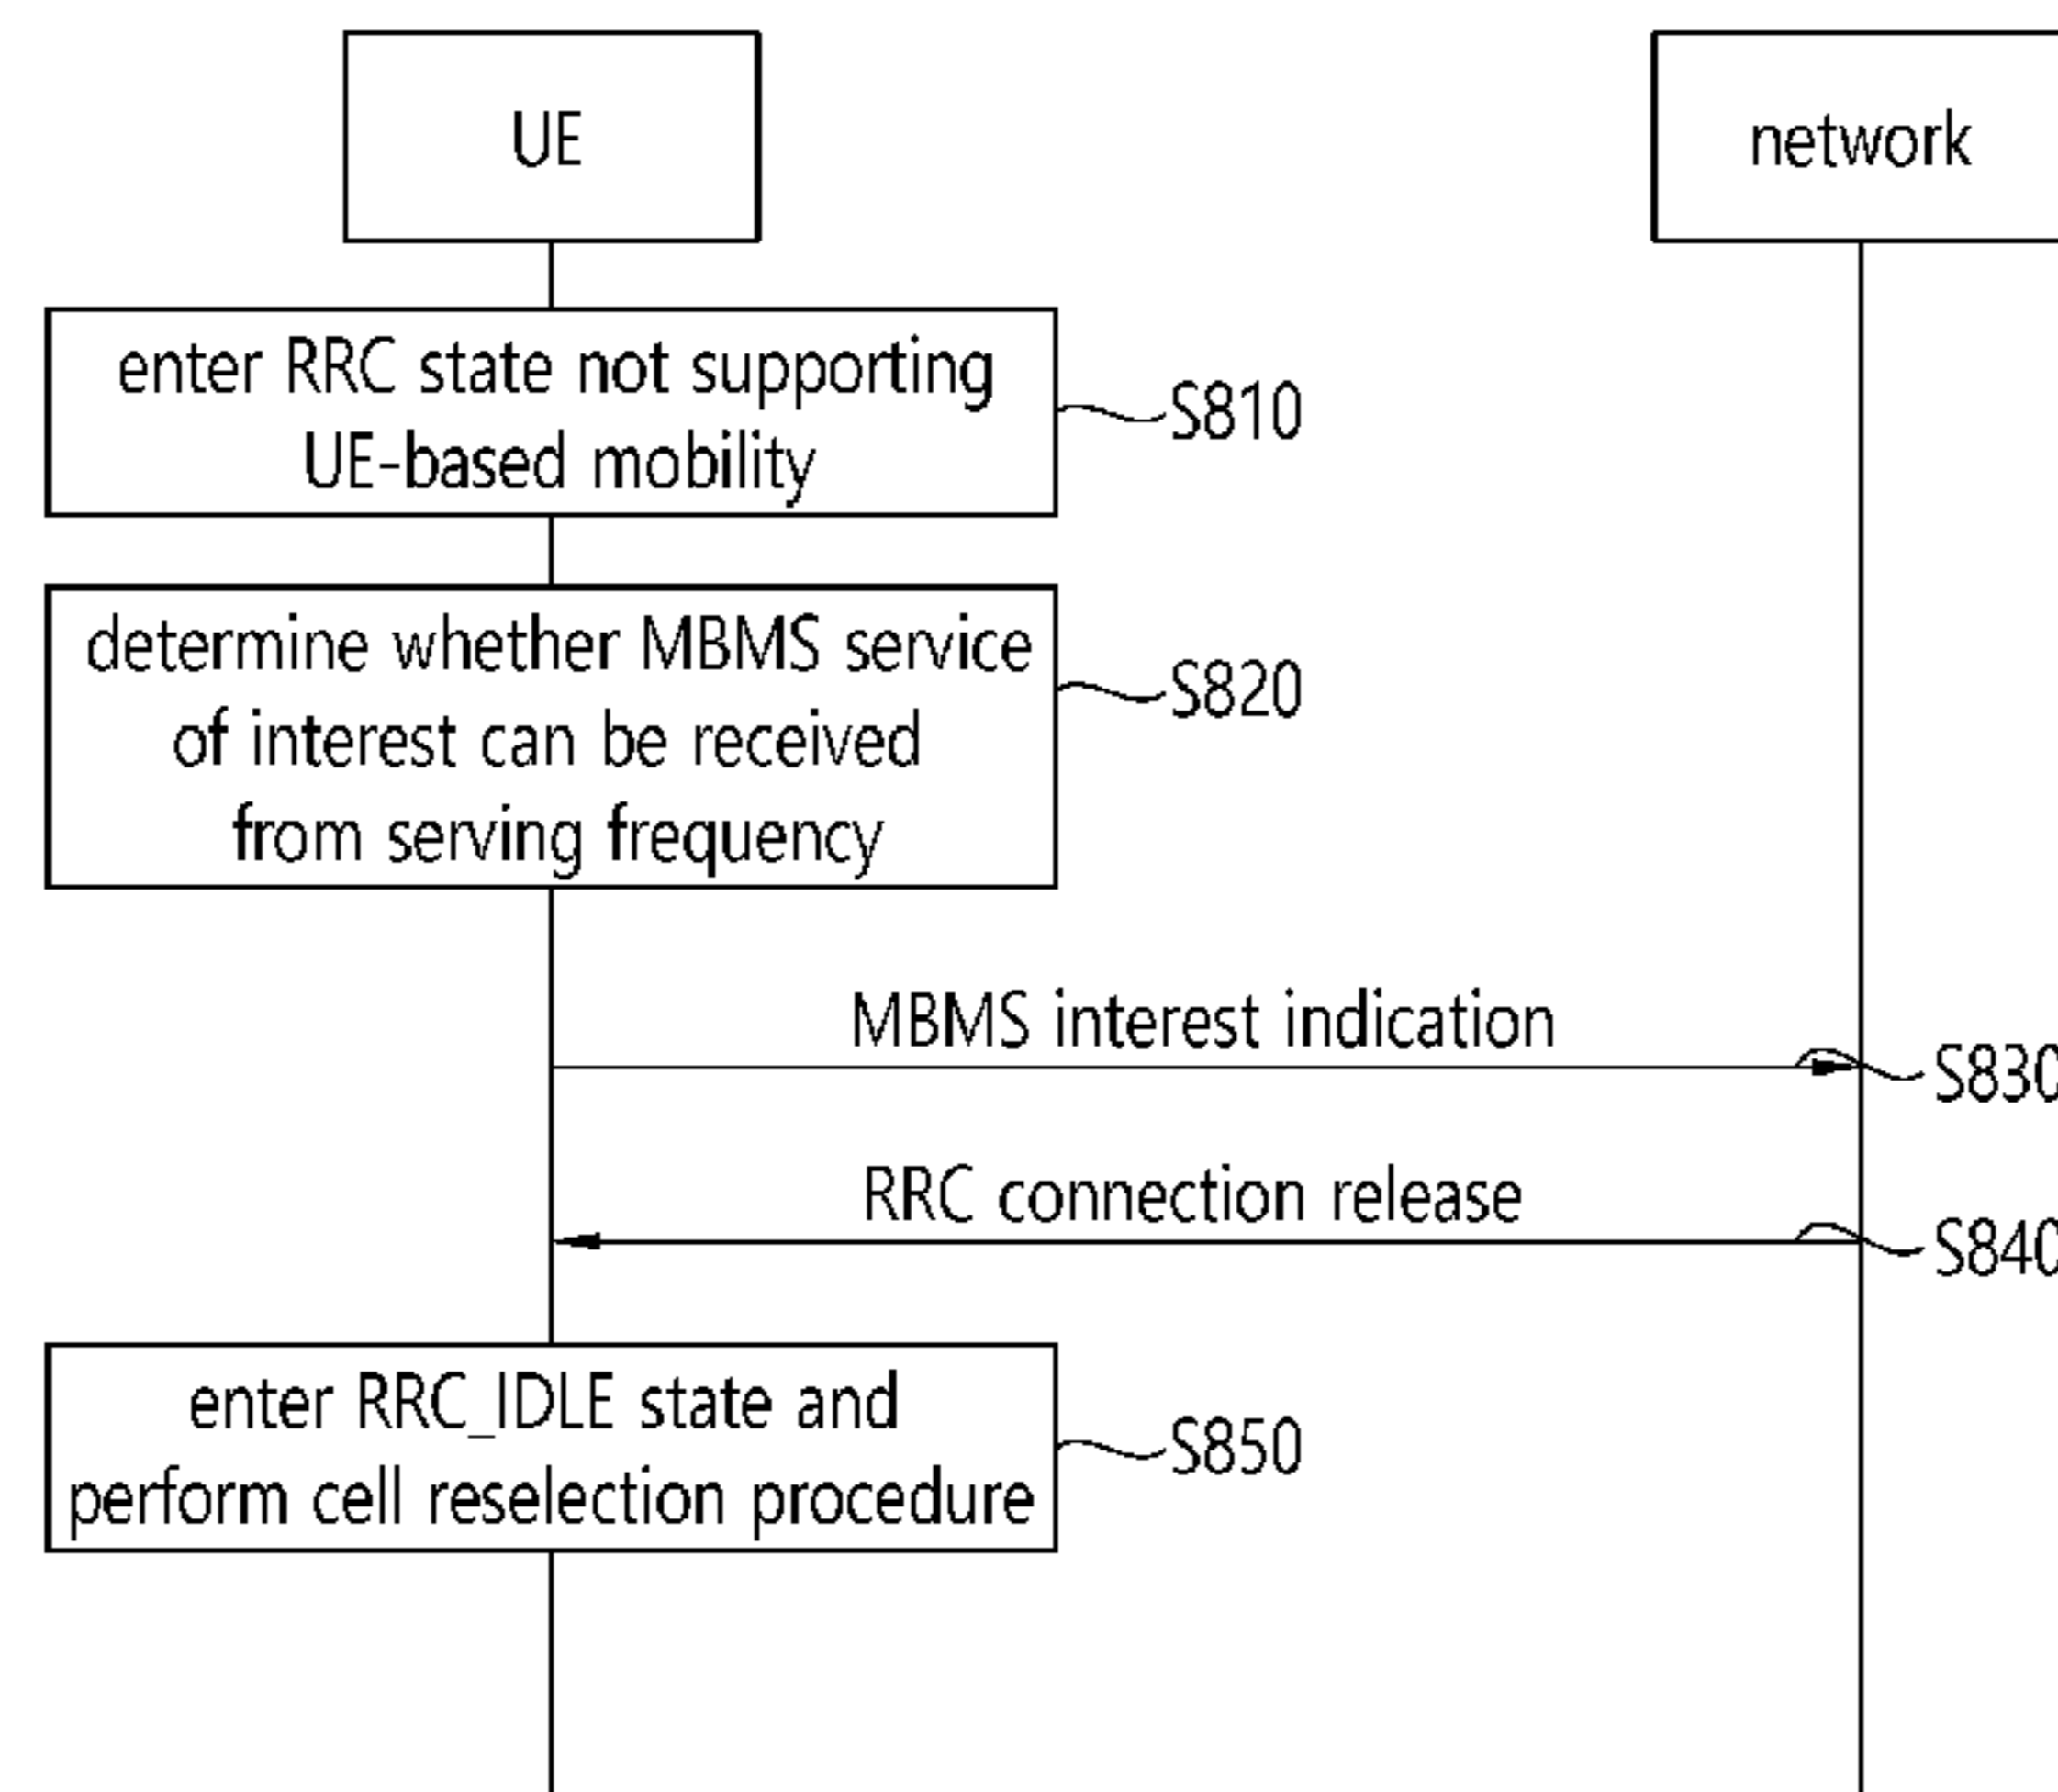 UE
network
enter RRC state not supporting
UE-based mobility
S810
determine whether MBMS service
of interest can be received
from serving frequency
S820
MBMS interest indication
S830
RRC connection release
S840
enter RRC_IDLE state and
perform cell reselection procedure
S850